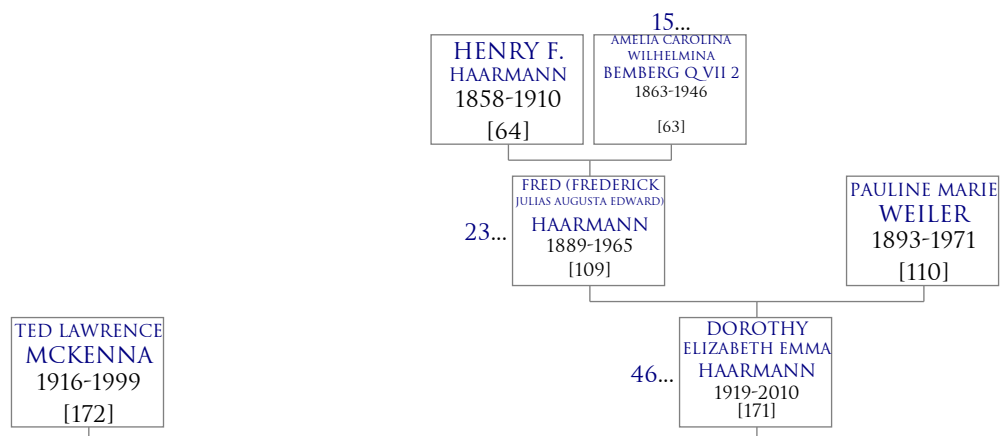 15...
HENRY F.
HAARMANN
1858-1910
[64]
AMELIA CAROLINA
WILHELMINA
BEMBERG Q VII 2
1863-1946
[63]
23...
FRED (FREDERICK
JULIAS AUGUSTA EDWARD)
HAARMANN
1889-1965
[109]
PAULINE MARIE
WEILER
1893-1971
[110]
TED LAWRENCE
MCKENNA
1916-1999
[172]
46...
DOROTHY
ELIZABETH EMMA
HAARMANN
1919-2010
[171]